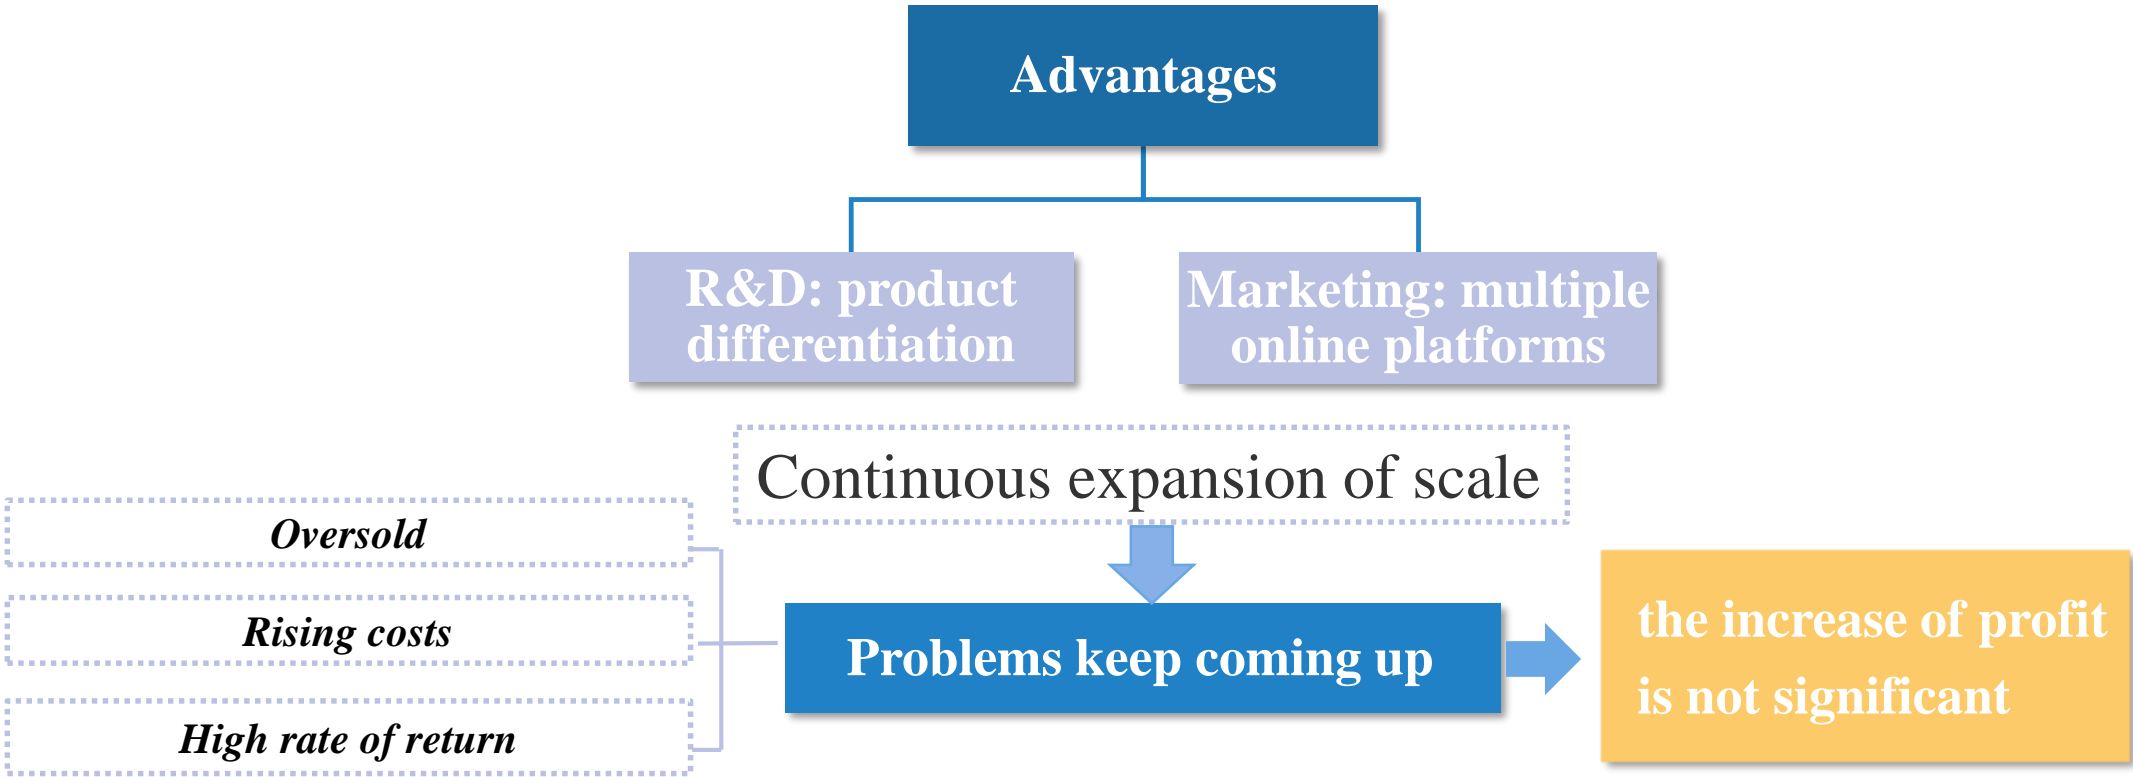 Advantages
R&D: product
differentiation
Marketing: multiple
online platforms
Continuous expansion of scale
Oversold
Rising costs
High rate of return
Problems keep coming up
the increase of profit
is not significant